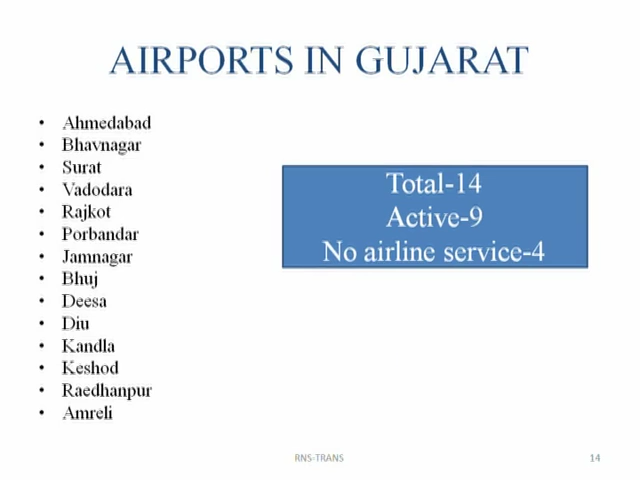 AIRPORTS IN GUJARAT
• Ahmedabad
• Bhavnagar
• Surat
• Vadodara
• Rajkot
• Porbandar
• Jamnagar
• Bhuj
• Deesa
• Diu
• Kandla
• Keshod
• Raedhanpur
• Amreli
Total-14
Active-9
No airline service-4
RNS-TRANS
14